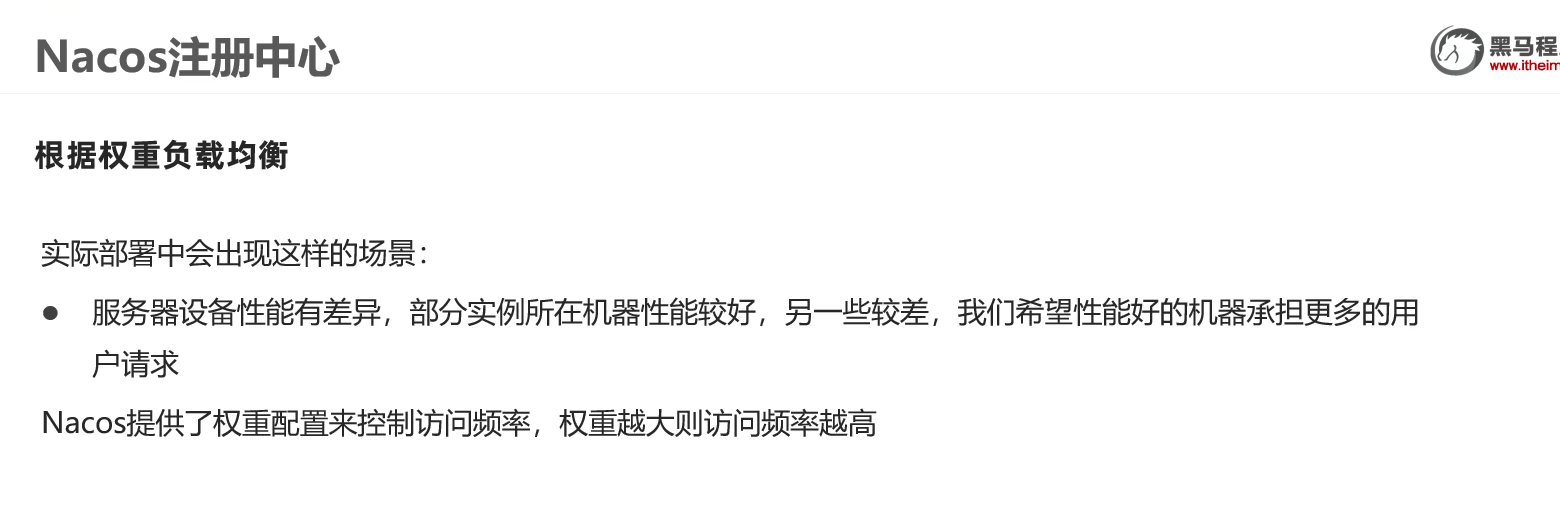 Nacos注册中心
黑马程
www.itheim
根据权重负载均衡
实际部署中会出现这样的场景：
● 服务器设备性能有差异，部分实例所在机器性能较好，另一些较差，我们希望性能好的机器承担更多的用
户请求
Nacos提供了权重配置来控制访问频率，权重越大则访问频率越高